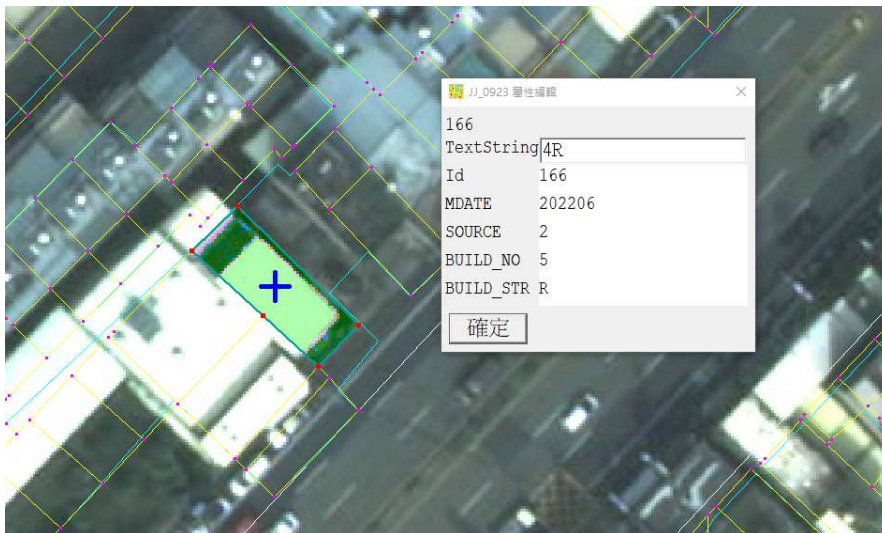 JJ_0923 屬性編輯
166
TextString 4R
Id 166
MDATE 202206
SOURCE 2
BUILD_NO 5
BUILD_STR R
確定